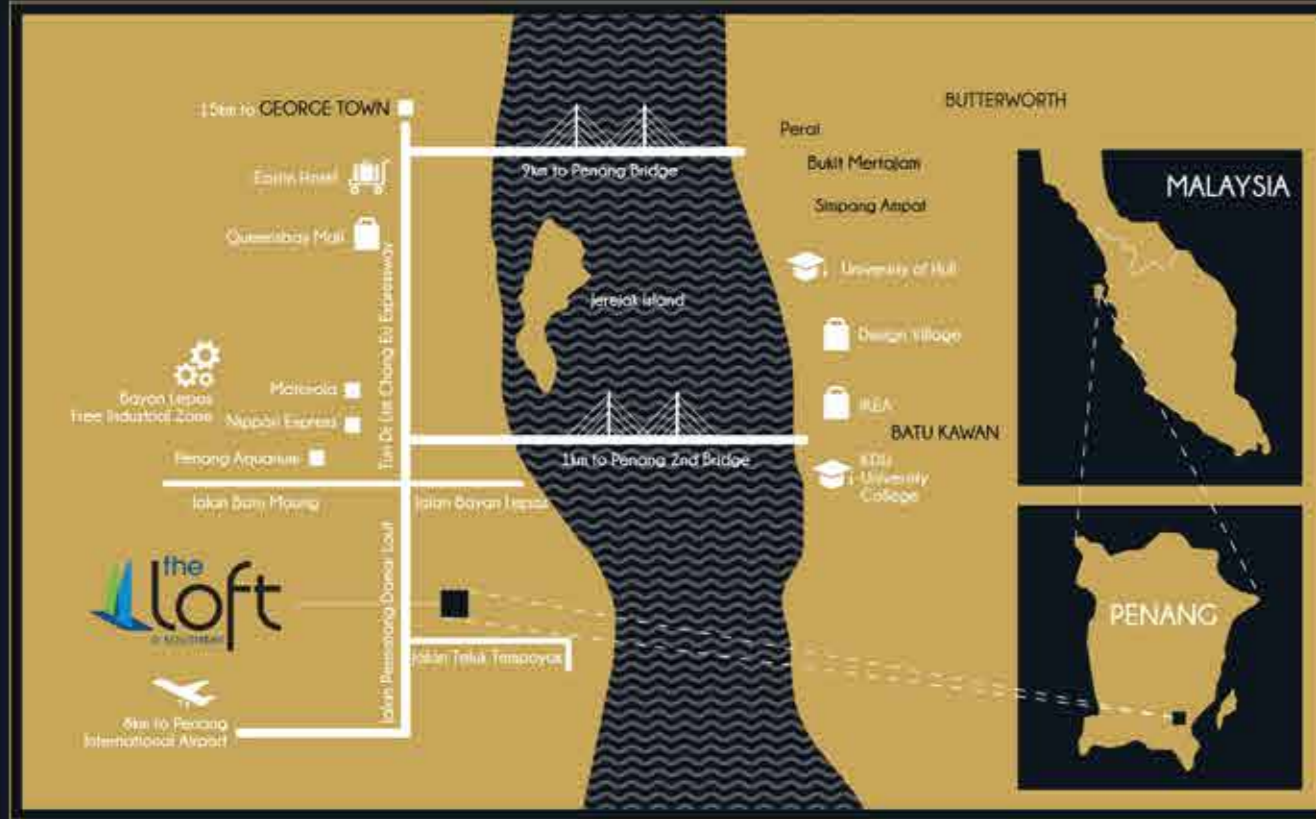 15km to GEORGE TOWN
Eastin Hotel
Queensbay Mall
Tun Dr Lim Chong Eu Expressway
Bayan Lepas
Free Industrial Zone
Motorola
Nippon Express
Penang Aquarium
Jalan Batu Maung
Jalan Bayan Lepas
the
loft
@ SOUTHBAY
Jalan Permatang Damar Laut
Jalan Teluk Tempoyak
8km to Penang
International Airport
9km to Penang Bridge
Jerejak Island
1km to Penang 2nd Bridge
BUTTERWORTH
Perai
Bukit Mertajam
Simpang Ampat
University of Hull
Design Village
IKEA
BATU KAWAN
KDU
University
College
MALAYSIA
PENANG